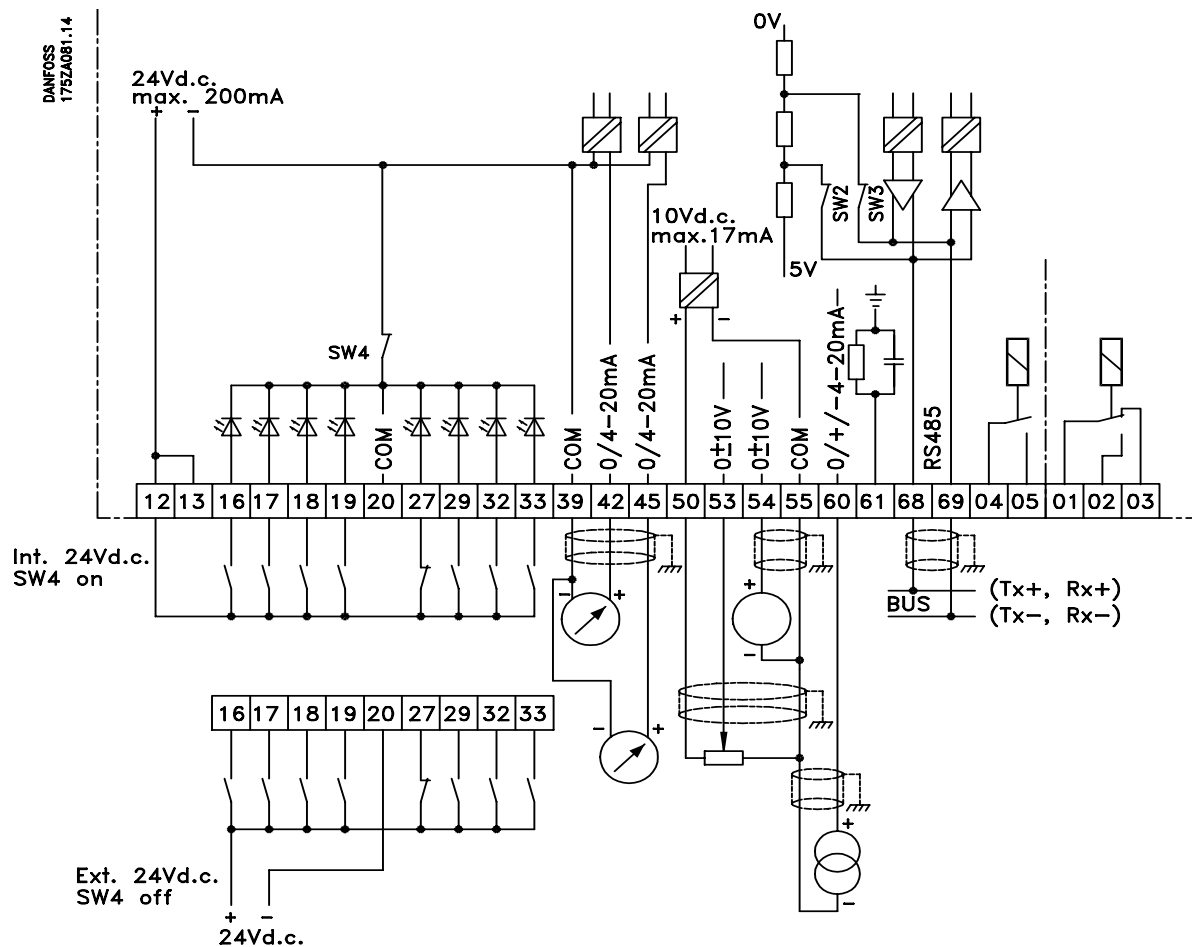 DANFOSS
175ZA081.14
24Vd.c.
max. 200mA
+ −
0V
SW2
SW3
5V
10Vd.c.
max.17mA
+ −
SW4
COM
COM
0/4−20mA
0/4−20mA
0±10V
0±10V
COM
0/+/−4−20mA
RS485
12 13 16 17 18 19 20 27 29 32 33 39 42 45 50 53 54 55 60 61 68 69 04 05 01 02 03
Int. 24Vd.c.
SW4 on
− +
+
−
BUS
(Tx+, Rx+)
(Tx−, Rx−)
16 17 18 19 20 27 29 32 33
− +
+
−
Ext. 24Vd.c.
SW4 off
+ −
24Vd.c.